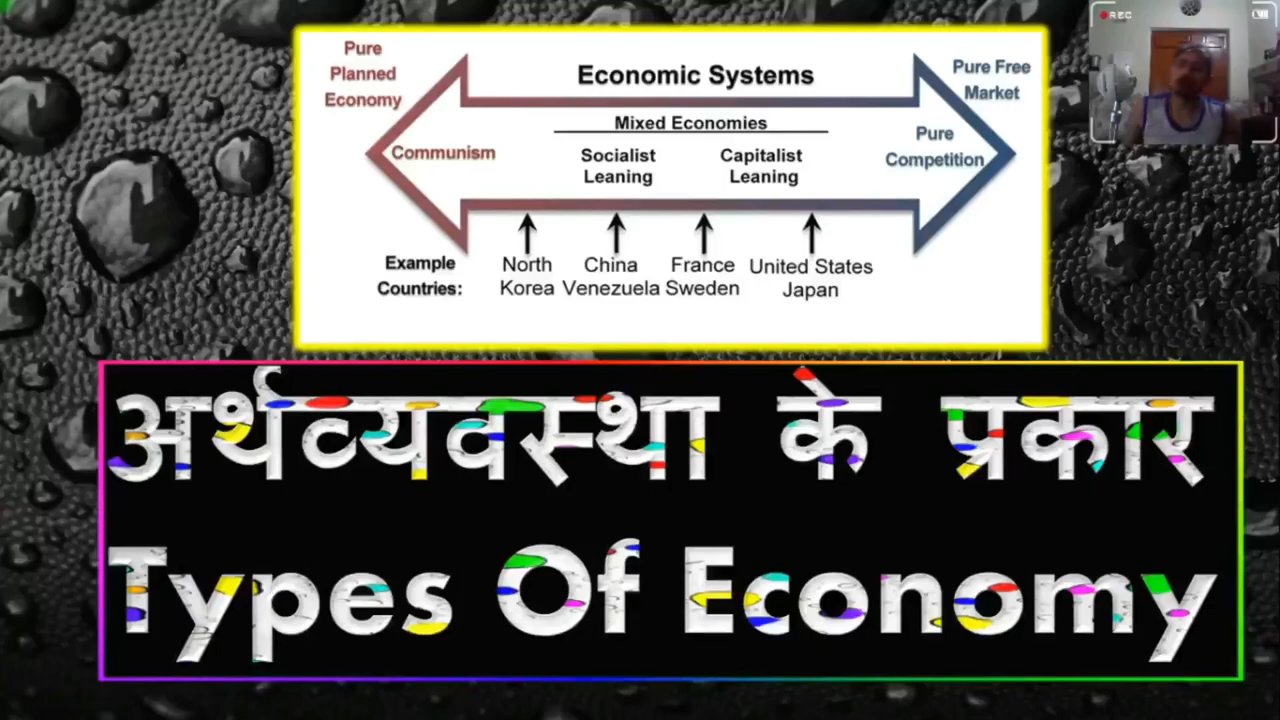 REC
Pure
Planned
Economy
Economic Systems
Pure Free
Market
Mixed Economies
Communism
Socialist
Leaning
Capitalist
Leaning
Pure
Competition
Example
Countries:
North
Korea
China
Venezuela
France
Sweden
United States
Japan
अर्थव्यवस्था के प्रकार
Types Of Economy